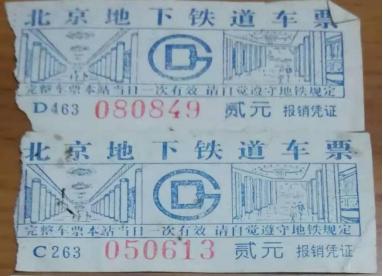 北京地下铁道车票
完整车票本站当日一次有效 请自觉遵守地铁规定
D463 080849 贰元 报销凭证
北京地下铁道车票
完整车票本站当日一次有效 请自觉遵守地铁规定
C263 050613 贰元 报销凭证